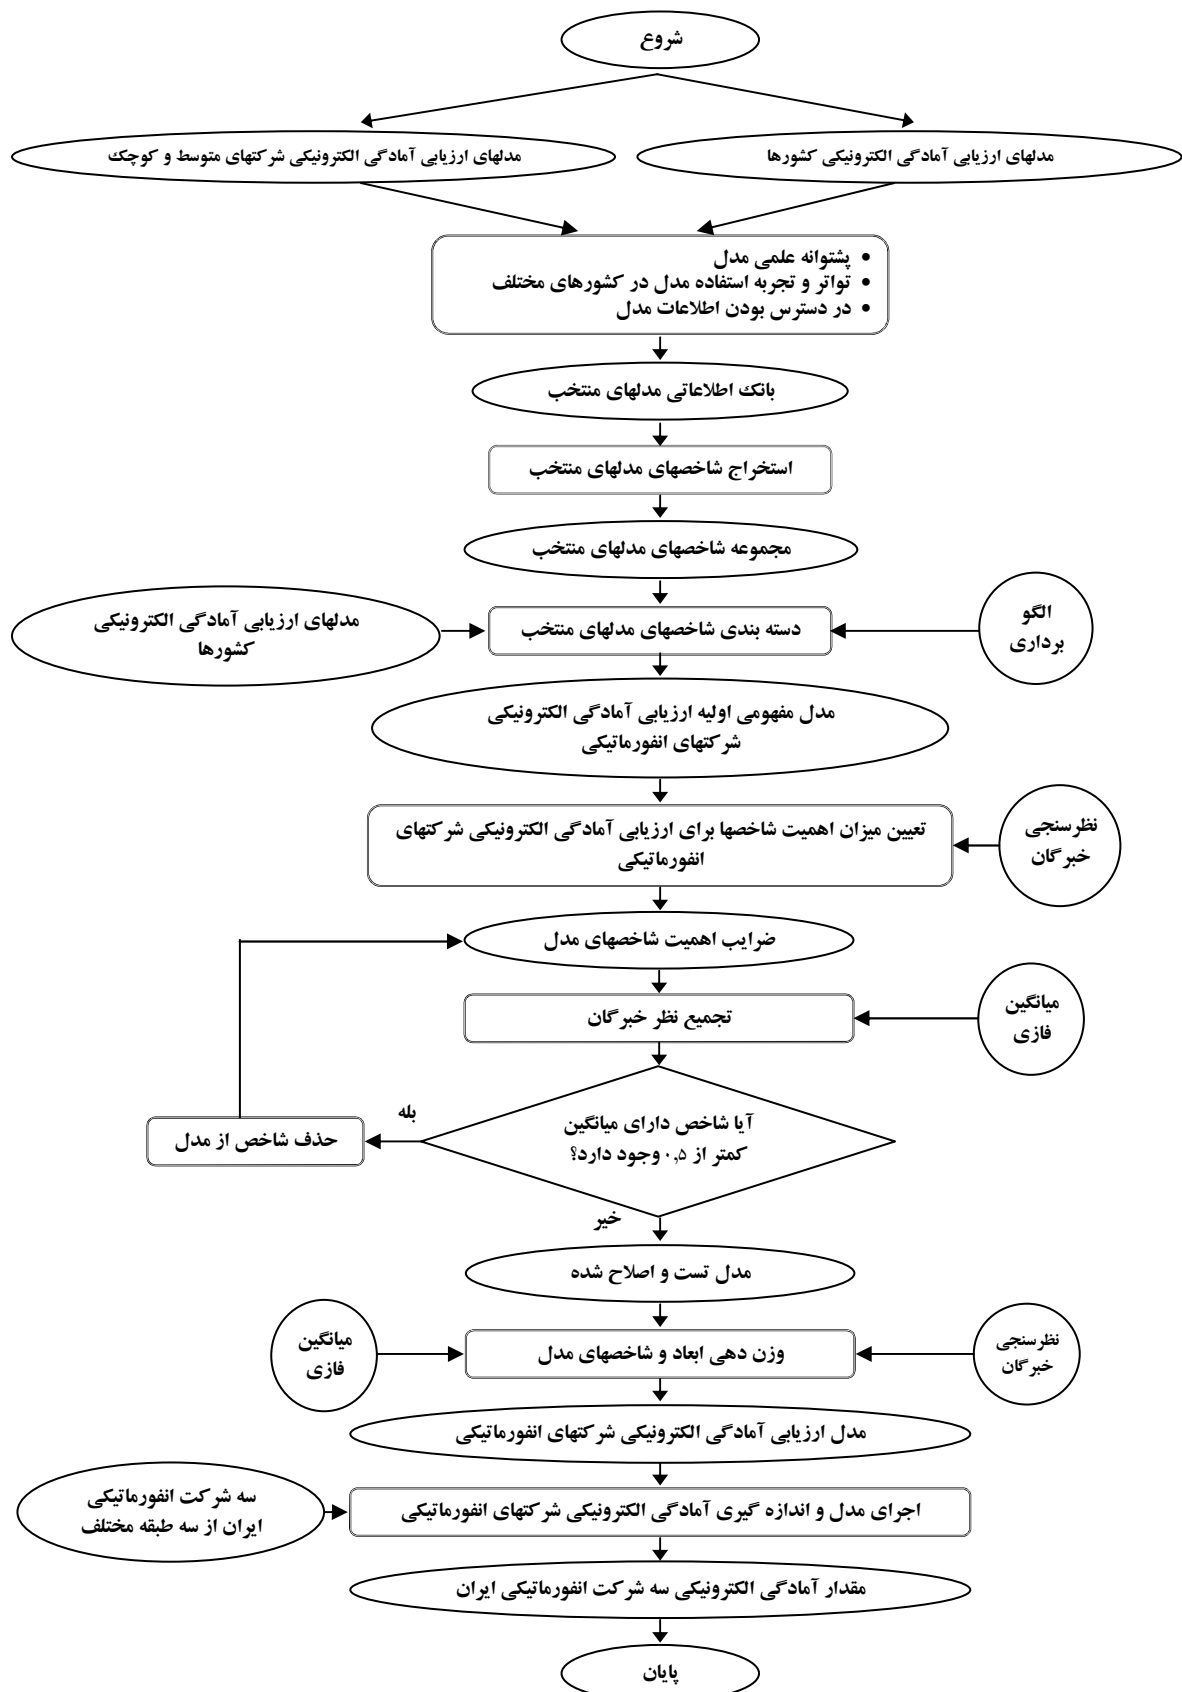 شروع
مدلهای ارزیابی آمادگی الکترونیکی کشورها
مدلهای ارزیابی آمادگی الکترونیکی شرکتهای متوسط و کوچک
• پشتوانه علمی مدل
• تواتر و تجربه استفاده مدل در کشورهای مختلف
• در دسترس بودن اطلاعات مدل
بانک اطلاعاتی مدلهای منتخب
استخراج شاخصهای مدلهای منتخب
مجموعه شاخصهای مدلهای منتخب
الگو
برداری
دسته بندی شاخصهای مدلهای منتخب
مدلهای ارزیابی آمادگی الکترونیکی
کشورها
مدل مفهومی اولیه ارزیابی آمادگی الکترونیکی
شرکتهای انفورماتیکی
نظرسنجی
خبرگان
تعیین میزان اهمیت شاخصها برای ارزیابی آمادگی الکترونیکی شرکتهای
انفورماتیکی
ضرایب اهمیت شاخصهای مدل
میانگین
فازی
تجمیع نظر خبرگان
آیا شاخص دارای میانگین
کمتر از ۰,۵ وجود دارد؟
بله
حذف شاخص از مدل
خیر
مدل تست و اصلاح شده
نظرسنجی
خبرگان
وزن دهی ابعاد و شاخصهای مدل
میانگین
فازی
مدل ارزیابی آمادگی الکترونیکی شرکتهای انفورماتیکی
اجرای مدل و اندازه گیری آمادگی الکترونیکی شرکتهای انفورماتیکی
سه شرکت انفورماتیکی
ایران از سه طبقه مختلف
مقدار آمادگی الکترونیکی سه شرکت انفورماتیکی ایران
پایان